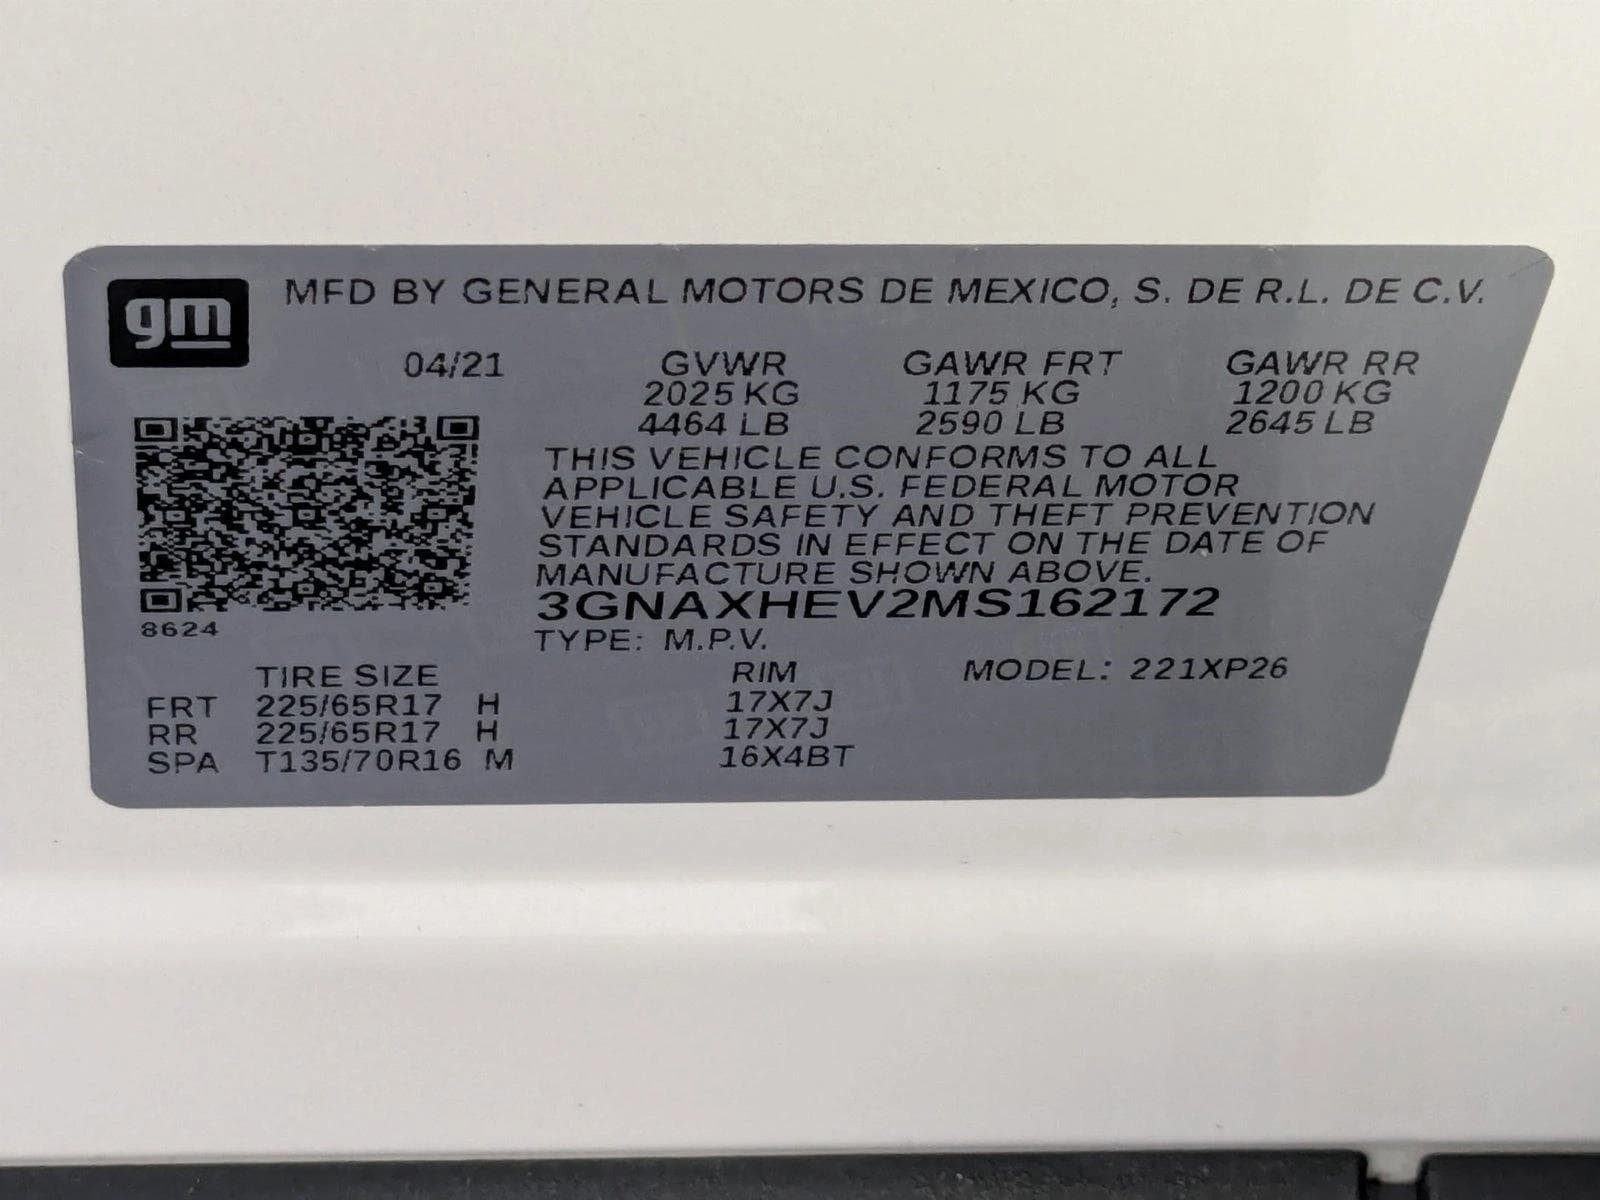 gm
MFD BY GENERAL MOTORS DE MEXICO, S. DE R.L. DE C.V.
04/21 GVWR GAWR FRT GAWR RR
2025 KG 1175 KG 1200 KG
4464 LB 2590 LB 2645 LB
THIS VEHICLE CONFORMS TO ALL
APPLICABLE U.S. FEDERAL MOTOR
VEHICLE SAFETY AND THEFT PREVENTION
STANDARDS IN EFFECT ON THE DATE OF
MANUFACTURE SHOWN ABOVE.
3GNAXHEV2MS162172
8624
TYPE: M.P.V.
TIRE SIZE RIM MODEL: 221XP26
FRT 225/65R17 H 17X7J
RR 225/65R17 H 17X7J
SPA T135/70R16 M 16X4BT